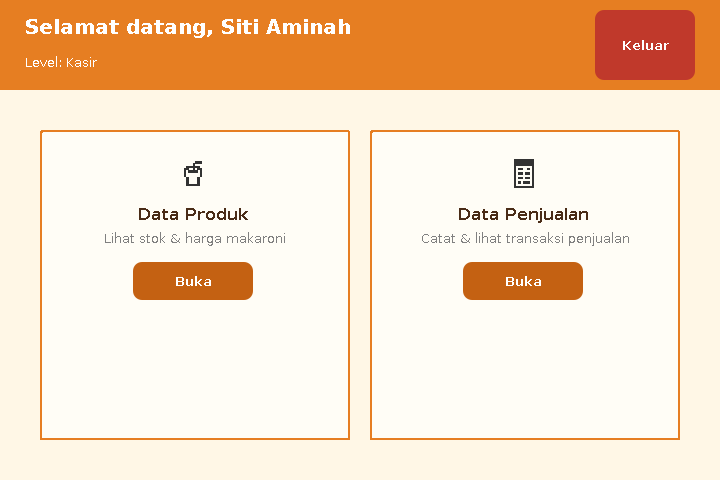 Selamat datang, Siti Aminah
Level: Kasir
Keluar
Data Produk
Lihat stok & harga makaroni
Buka
Data Penjualan
Catat & lihat transaksi penjualan
Buka